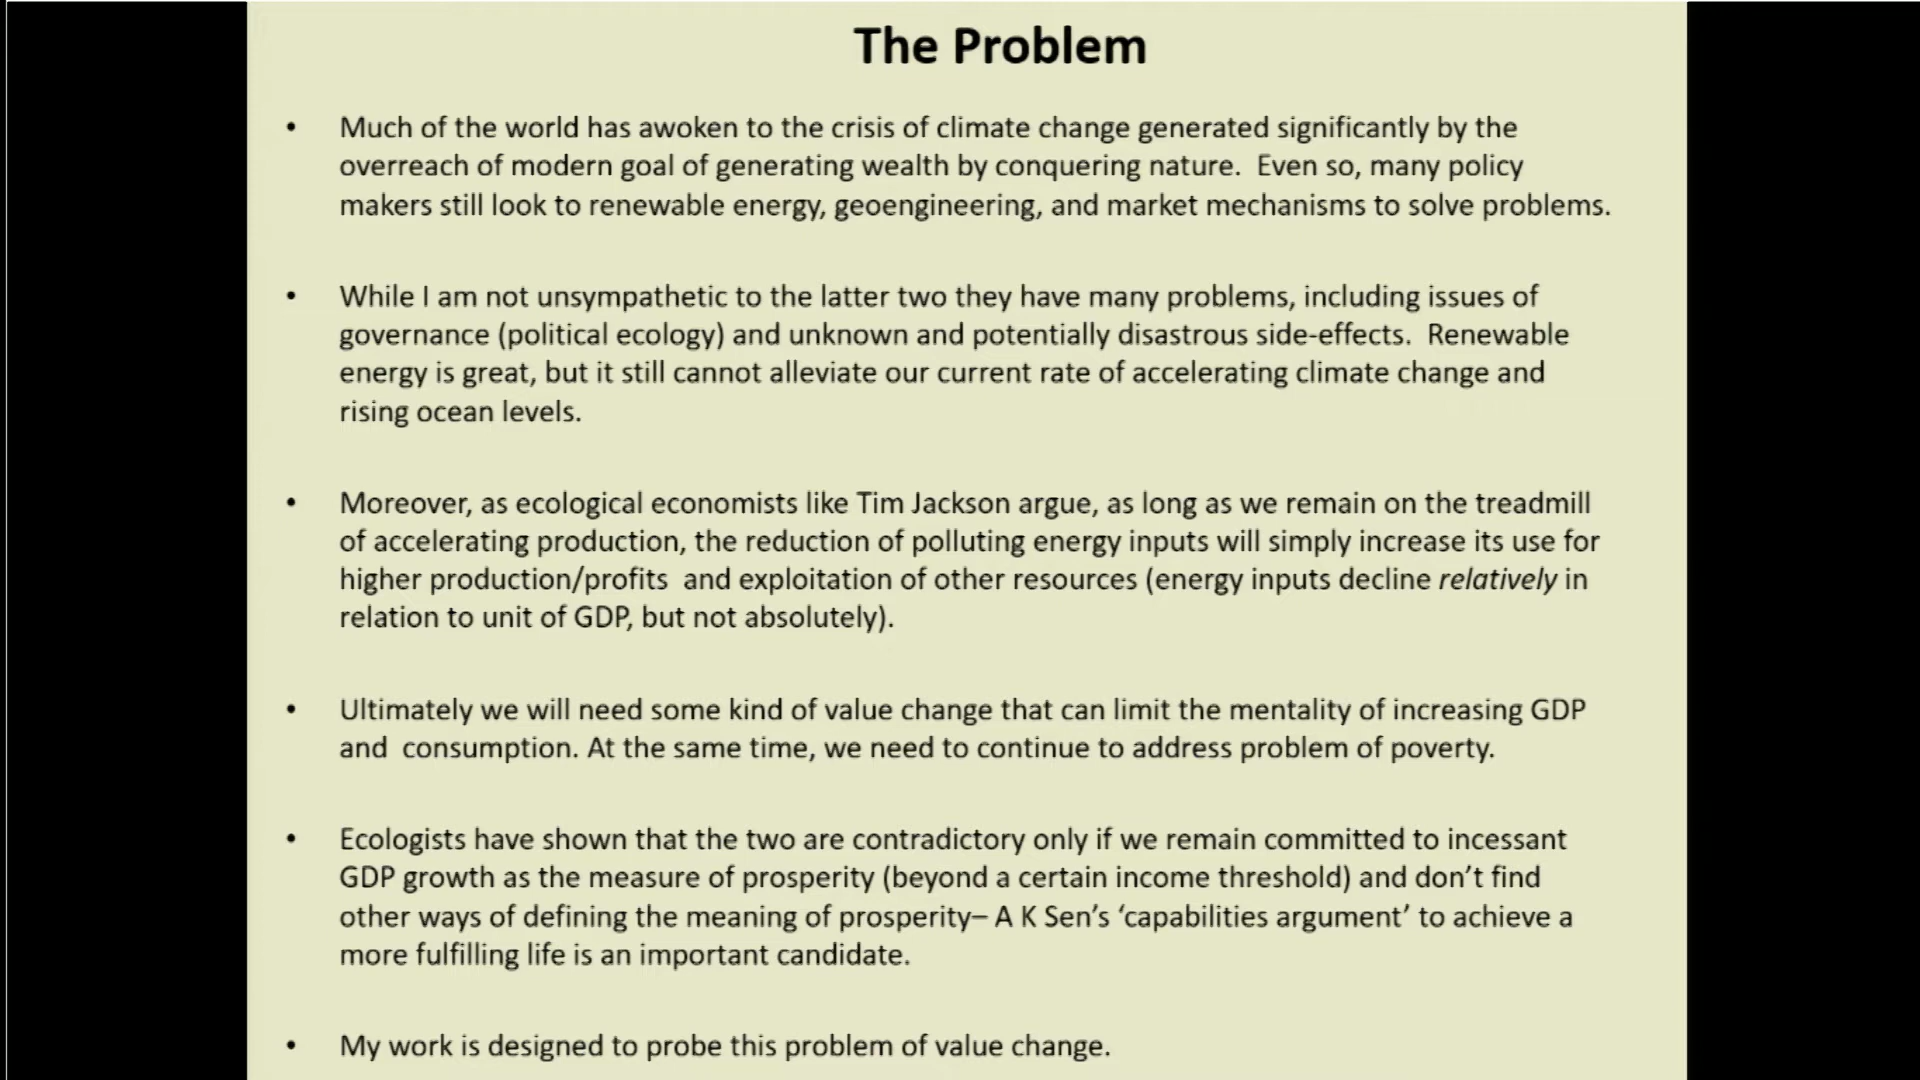 The Problem
• Much of the world has awoken to the crisis of climate change generated significantly by the
overreach of modern goal of generating wealth by conquering nature.  Even so, many policy
makers still look to renewable energy, geoengineering, and market mechanisms to solve problems.
• While I am not unsympathetic to the latter two they have many problems, including issues of
governance (political ecology) and unknown and potentially disastrous side-effects.  Renewable
energy is great, but it still cannot alleviate our current rate of accelerating climate change and
rising ocean levels.
• Moreover, as ecological economists like Tim Jackson argue, as long as we remain on the treadmill
of accelerating production, the reduction of polluting energy inputs will simply increase its use for
higher production/profits  and exploitation of other resources (energy inputs decline relatively in
relation to unit of GDP, but not absolutely).
• Ultimately we will need some kind of value change that can limit the mentality of increasing GDP
and  consumption. At the same time, we need to continue to address problem of poverty.
• Ecologists have shown that the two are contradictory only if we remain committed to incessant
GDP growth as the measure of prosperity (beyond a certain income threshold) and don’t find
other ways of defining the meaning of prosperity– A K Sen’s ‘capabilities argument’ to achieve a
more fulfilling life is an important candidate.
• My work is designed to probe this problem of value change.